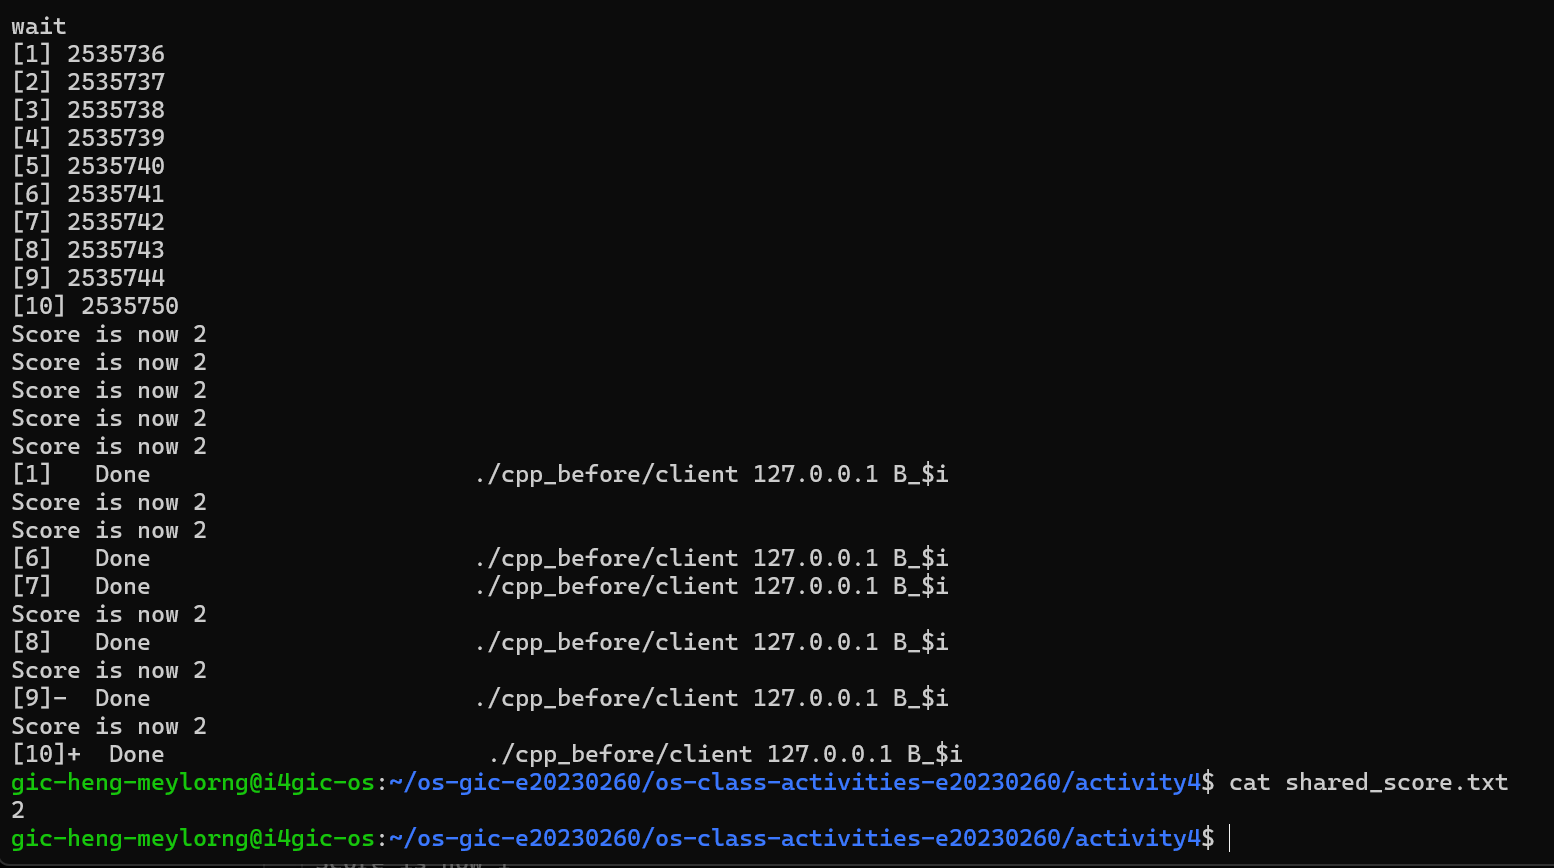 wait
[1] 2535736
[2] 2535737
[3] 2535738
[4] 2535739
[5] 2535740
[6] 2535741
[7] 2535742
[8] 2535743
[9] 2535744
[10] 2535750
Score is now 2
Score is now 2
Score is now 2
Score is now 2
Score is now 2
[1]   Done                       ./cpp_before/client 127.0.0.1 B_$i
Score is now 2
Score is now 2
[6]   Done                       ./cpp_before/client 127.0.0.1 B_$i
[7]   Done                       ./cpp_before/client 127.0.0.1 B_$i
Score is now 2
[8]   Done                       ./cpp_before/client 127.0.0.1 B_$i
Score is now 2
[9]-  Done                       ./cpp_before/client 127.0.0.1 B_$i
Score is now 2
[10]+  Done                       ./cpp_before/client 127.0.0.1 B_$i
gic-heng-meylorng@i4gic-os:~/os-gic-e20230260/os-class-activities-e20230260/activity4$ cat shared_score.txt
2
gic-heng-meylorng@i4gic-os:~/os-gic-e20230260/os-class-activities-e20230260/activity4$